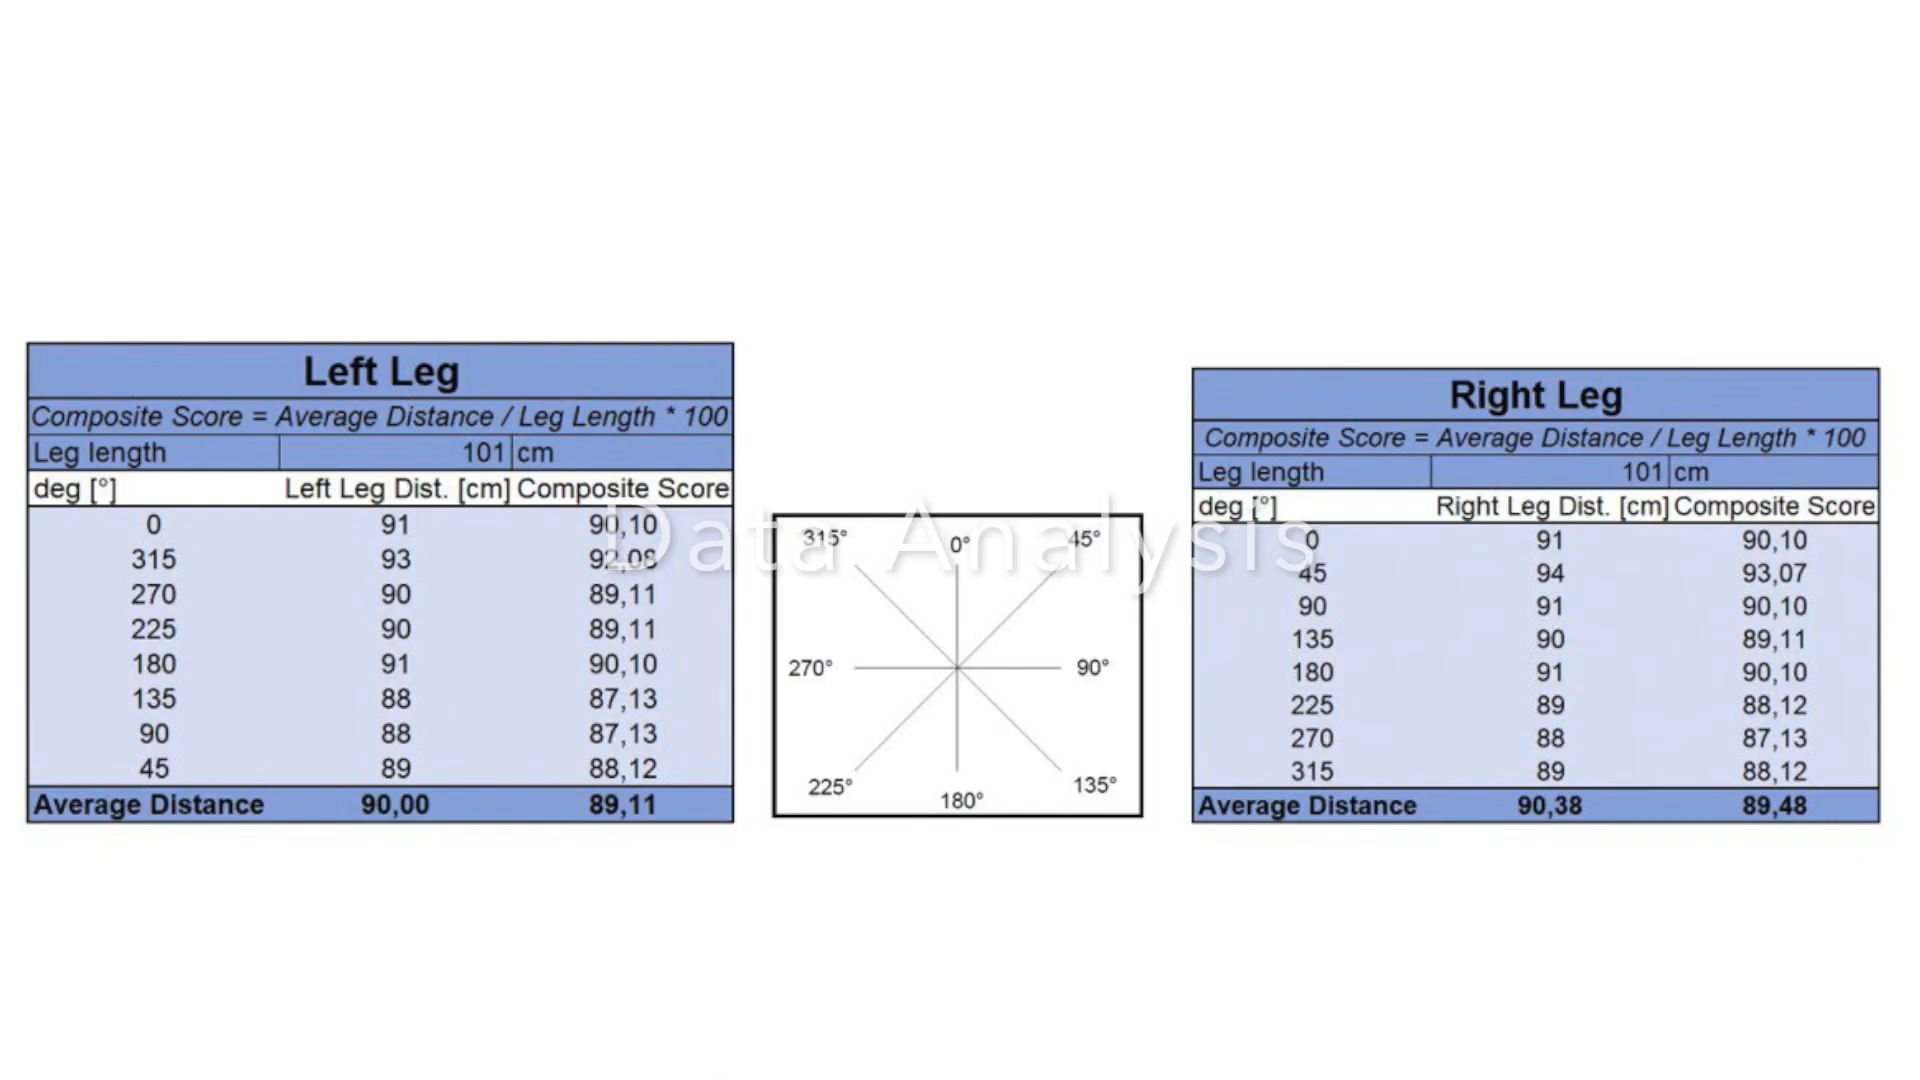 Left Leg
Composite Score = Average Distance / Leg Length * 100
Leg length 101 cm
deg [°] Left Leg Dist. [cm] Composite Score
0 91 90,10
315 93 92,08
270 90 89,11
225 90 89,11
180 91 90,10
135 88 87,13
90 88 87,13
45 89 88,12
Average Distance 90,00 89,11
Data Analysis
315° 0° 45°
270° 90°
225° 180° 135°
Right Leg
Composite Score = Average Distance / Leg Length * 100
Leg length 101 cm
deg [°] Right Leg Dist. [cm] Composite Score
0 91 90,10
45 94 93,07
90 91 90,10
135 90 89,11
180 91 90,10
225 89 88,12
270 88 87,13
315 89 88,12
Average Distance 90,38 89,48